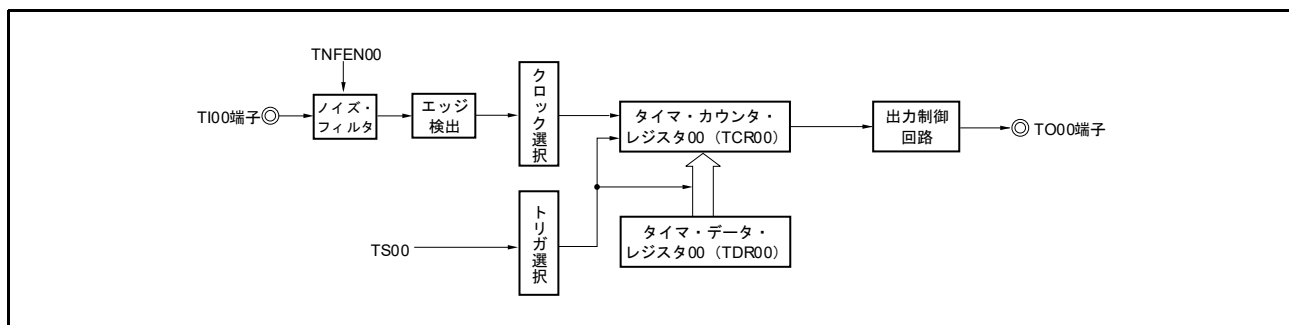 TNFEN00
TI00端子
ノイズ・
フィルタ
エッジ
検出
クロック選択
タイマ・カウンタ・
レジスタ00（TCR00）
出力制御
回路
TO00端子
TS00
トリガ選択
タイマ・データ・
レジスタ00（TDR00）